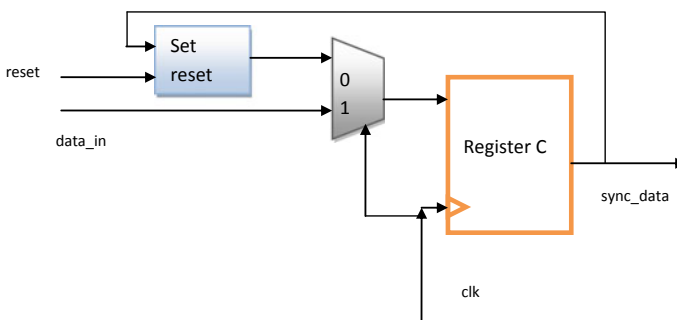 Set
reset
reset
0
1
data_in
Register C
sync_data
clk